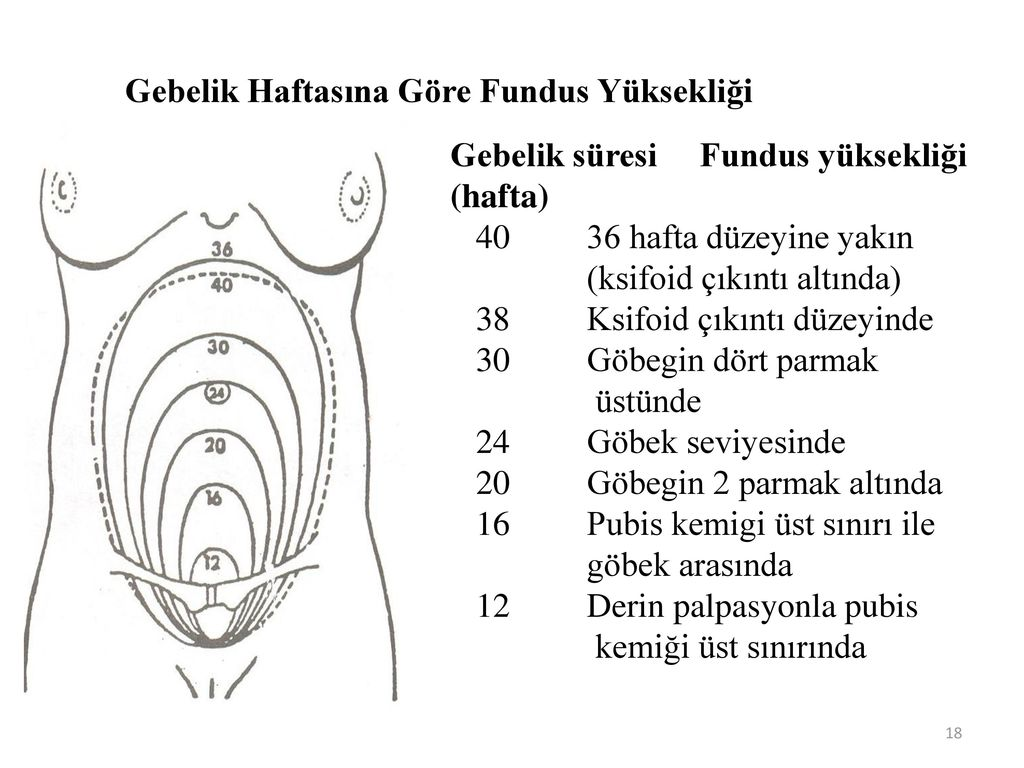 Gebelik Haftasına Göre Fundus Yüksekliği
Gebelik süresi Fundus yüksekliği
(hafta)
40 36 hafta düzeyine yakın
(ksifoid çıkıntı altında)
38 Ksifoid çıkıntı düzeyinde
30 Göbegin dört parmak
üstünde
24 Göbek seviyesinde
20 Göbegin 2 parmak altında
16 Pubis kemigi üst sınırı ile
göbek arasında
12 Derin palpasyonla pubis
kemiği üst sınırında
36
40
30
24
20
16
12
18